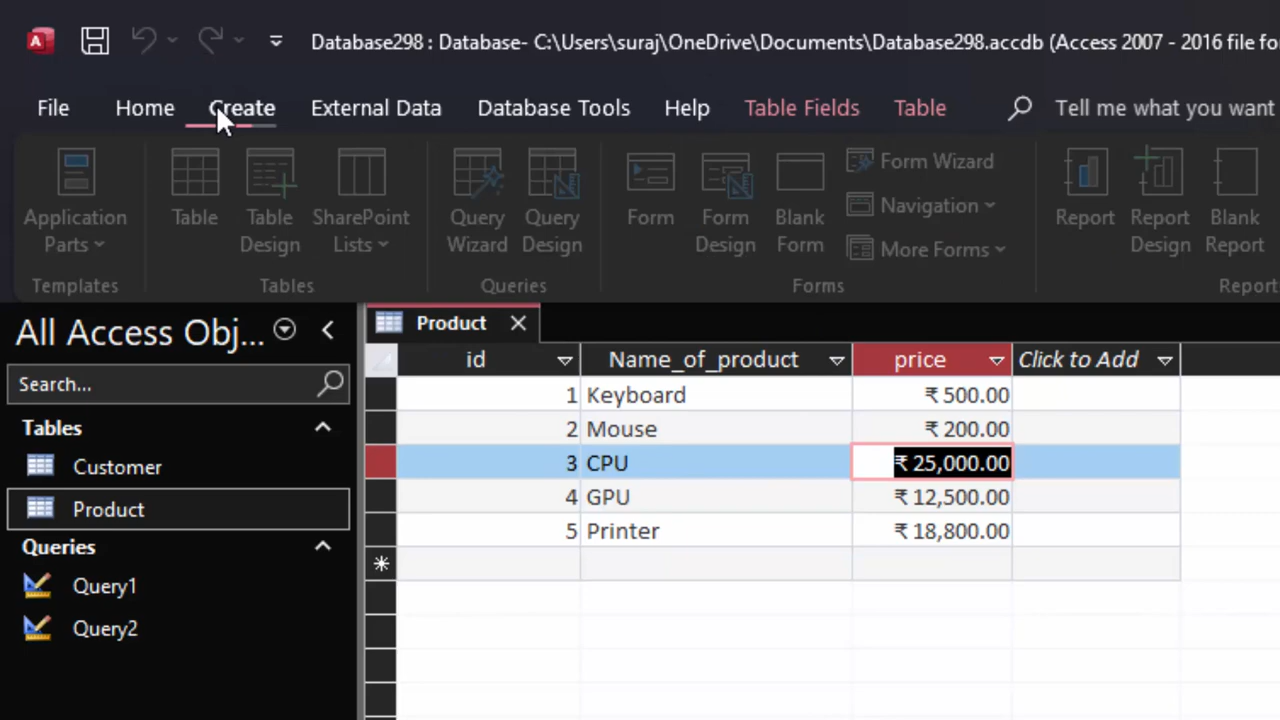 Database298 : Database- C:\Users\suraj\OneDrive\Documents\Database298.accdb (Access 2007 - 2016 file fo
File Home Create External Data Database Tools Help Table Fields Table Tell me what you want
Application Parts
Table
Table Design
SharePoint Lists
Templates
Tables
Query Wizard
Query Design
Queries
Form
Form Design
Blank Form
Form Wizard
Navigation
More Forms
Forms
Report
Report Design
Blank Report
Report
All Access Obj...
Search...
Tables
Customer
Product
Queries
Query1
Query2
Product
id Name_of_product price Click to Add
1 Keyboard ₹ 500.00
2 Mouse ₹ 200.00
3 CPU ₹ 25,000.00
4 GPU ₹ 12,500.00
5 Printer ₹ 18,800.00